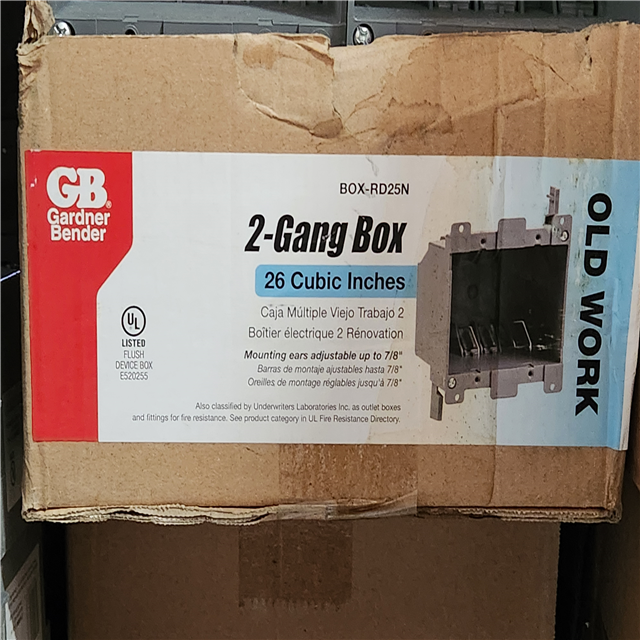 GB®
Gardner
Bender
BOX-RD25N
2-Gang Box
26 Cubic Inches
Caja Múltiple Viejo Trabajo 2
Boîtier électrique 2 Rénovation
Mounting ears adjustable up to 7/8"
Barras de montaje ajustables hasta 7/8"
Oreilles de montage réglables jusqu'à 7/8"
UL
LISTED
FLUSH
DEVICE BOX
E520255
Also classified by Underwriters Laboratories Inc. as outlet boxes
and fittings for fire resistance. See product category in UL Fire Resistance Directory.
OLD WORK